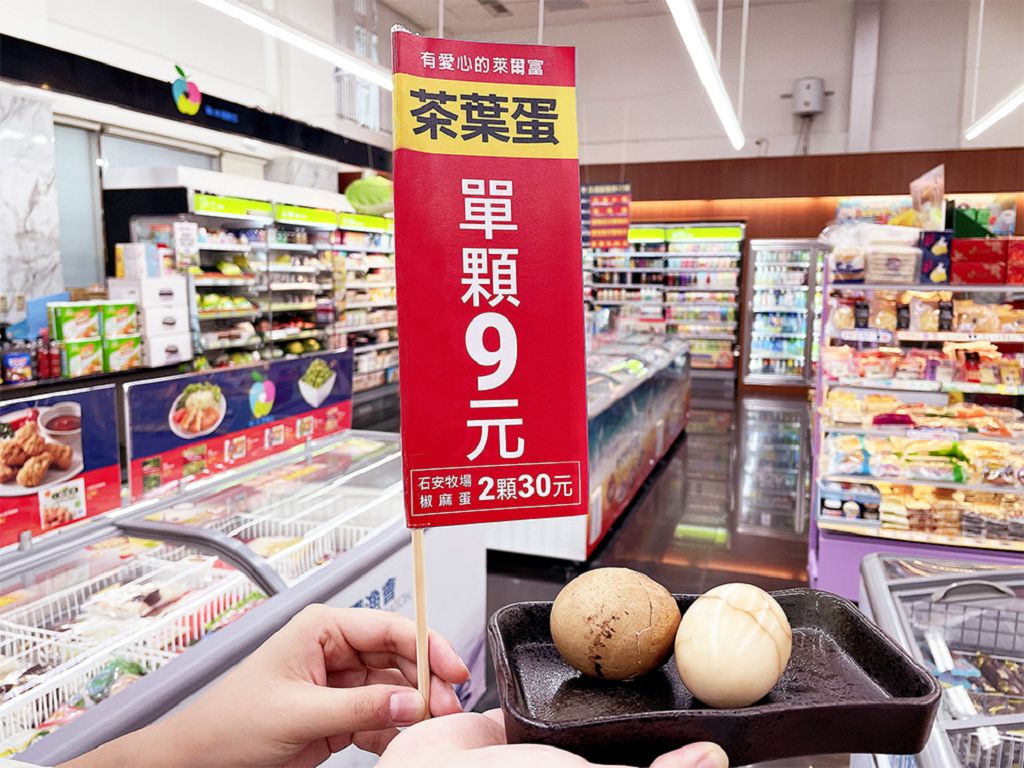 有愛心的萊爾富
茶葉蛋
單顆9元
石安牧場
椒麻蛋 2顆30元